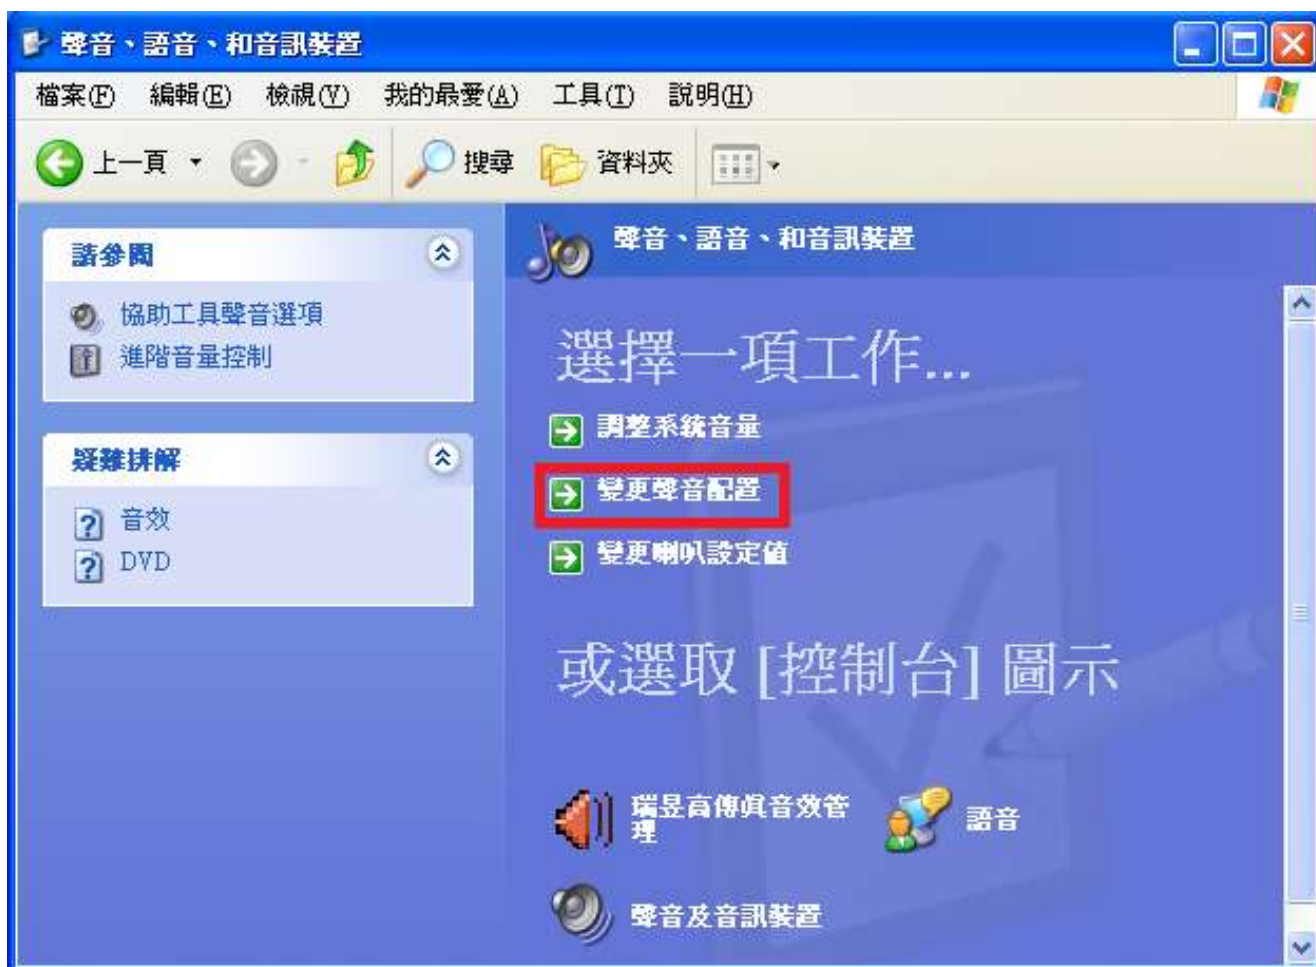 聲音、語音、和音訊裝置
檔案(F) 編輯(E) 檢視(V) 我的最愛(A) 工具(T) 說明(H)
上一頁 搜尋 資料夾
請參閱
協助工具聲音選項
進階音量控制
疑難排解
音效
DVD
聲音、語音、和音訊裝置
選擇一項工作...
調整系統音量
變更聲音配置
變更喇叭設定值
或選取 [控制台] 圖示
瑞昱高傳真音效管
理
語音
聲音及音訊裝置